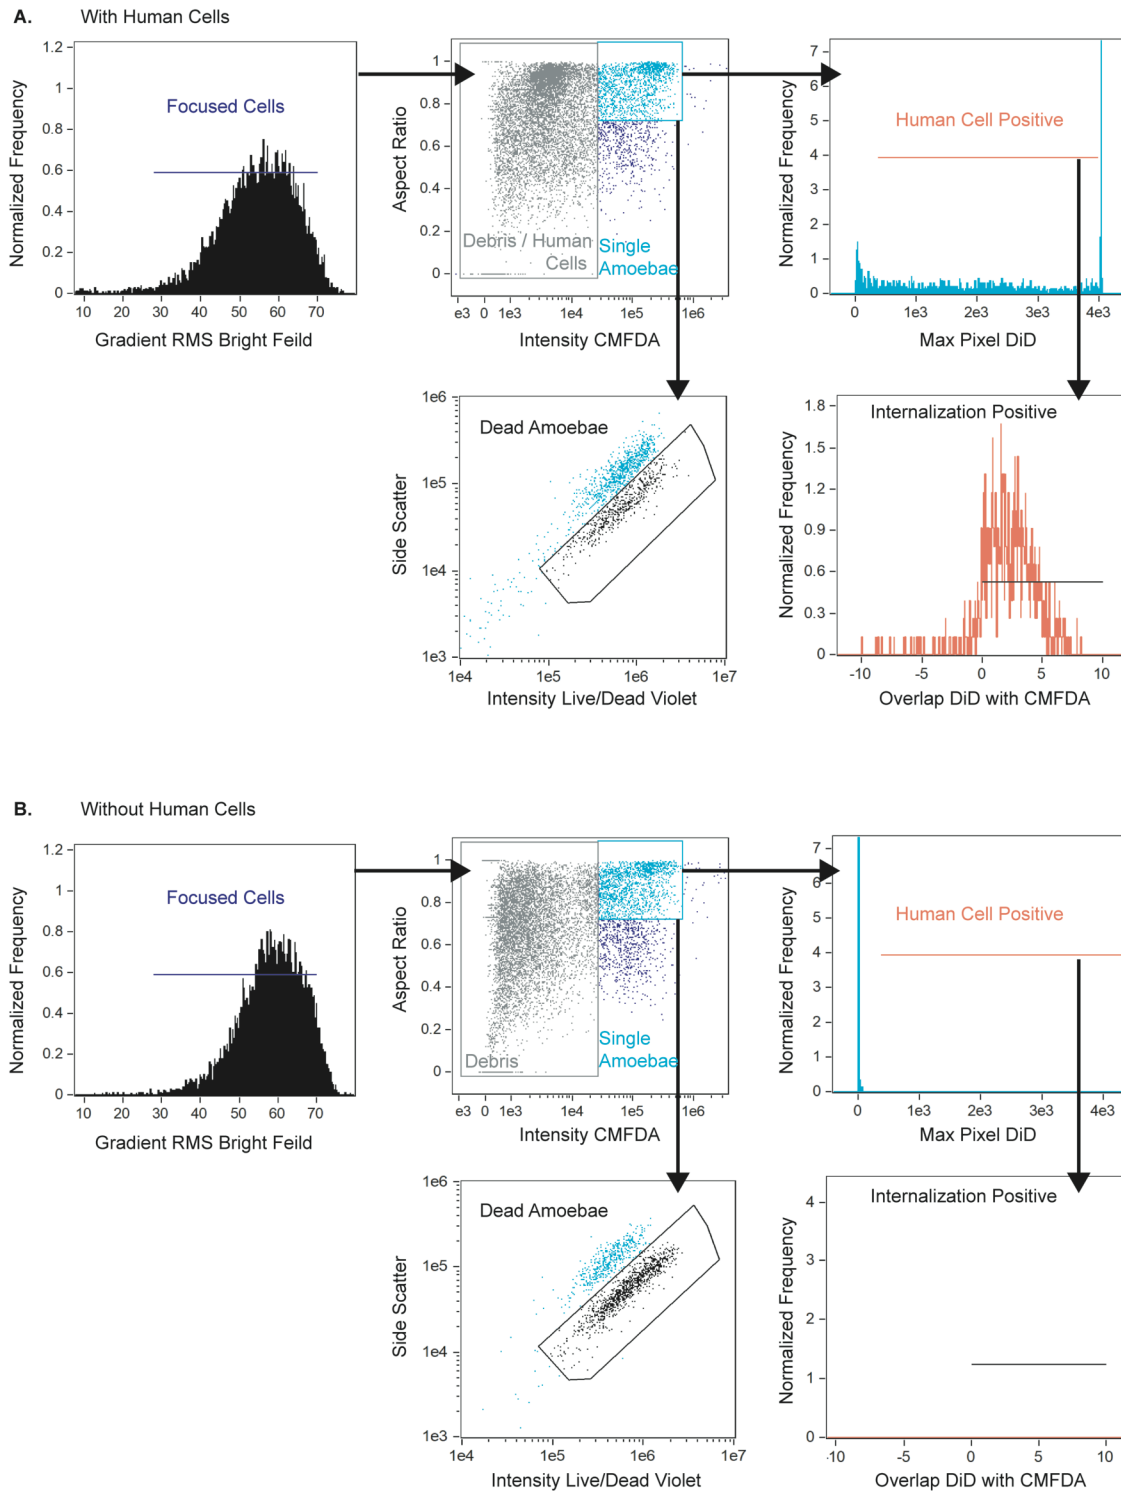 A. With Human Cells
1.2
1
0.8
0.6
0.4
0.2
0
Normalized Frequency
Focused Cells
10 20 30 40 50 60 70
Gradient RMS Bright Feild
1
0.8
0.6
0.4
0.2
0
Aspect Ratio
Debris / Human
Cells
Single
Amoebae
e3 0 1e3 1e4 1e5 1e6
Intensity CMFDA
7
6
5
4
3
2
1
0
Normalized Frequency
Human Cell Positive
0 1e3 2e3 3e3 4e3
Max Pixel DiD
1e6
1e5
1e4
1e3
Side Scatter
Dead Amoebae
1e4 1e5 1e6 1e7
Intensity Live/Dead Violet
1.8
1.5
1.2
0.9
0.6
0.3
0
Normalized Frequency
Internalization Positive
-10 -5 0 5 10
Overlap DiD with CMFDA
B. Without Human Cells
1.2
1
0.8
0.6
0.4
0.2
0
Normalized Frequency
Focused Cells
10 20 30 40 50 60 70
Gradient RMS Bright Feild
1
0.8
0.6
0.4
0.2
0
Aspect Ratio
Debris
Single
Amoebae
e3 0 1e3 1e4 1e5 1e6
Intensity CMFDA
7
6
5
4
3
2
1
0
Normalized Frequency
Human Cell Positive
0 1e3 2e3 3e3 4e3
Max Pixel DiD
1e6
1e5
1e4
1e3
Side Scatter
Dead Amoebae
1e4 1e5 1e6 1e7
Intensity Live/Dead Violet
4
3
2
1
0
Normalized Frequency
Internalization Positive
-10 -5 0 5 10
Overlap DiD with CMFDA